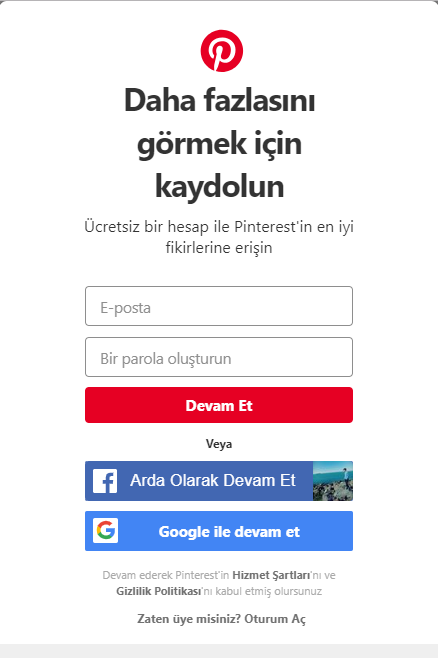 Daha fazlasını
görmek için
kaydolun
Ücretsiz bir hesap ile Pinterest'in en iyi
fikirlerine erişin
E-posta
Bir parola oluşturun
Devam Et
Veya
Arda Olarak Devam Et
Google ile devam et
Devam ederek Pinterest'in Hizmet Şartları'nı ve
Gizlilik Politikası'nı kabul etmiş olursunuz
Zaten üye misiniz? Oturum Aç